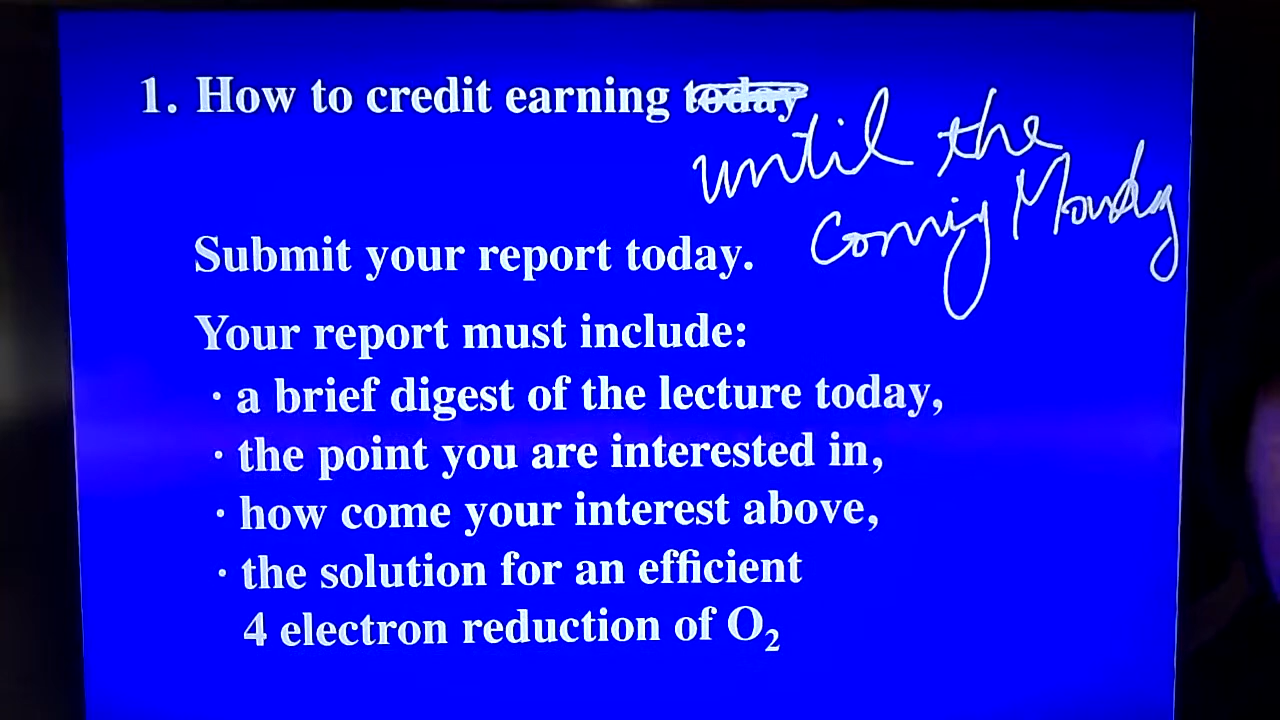 1. How to credit earning today
until the
coming Monday
Submit your report today.
Your report must include:
· a brief digest of the lecture today,
· the point you are interested in,
· how come your interest above,
· the solution for an efficient
4 electron reduction of O₂